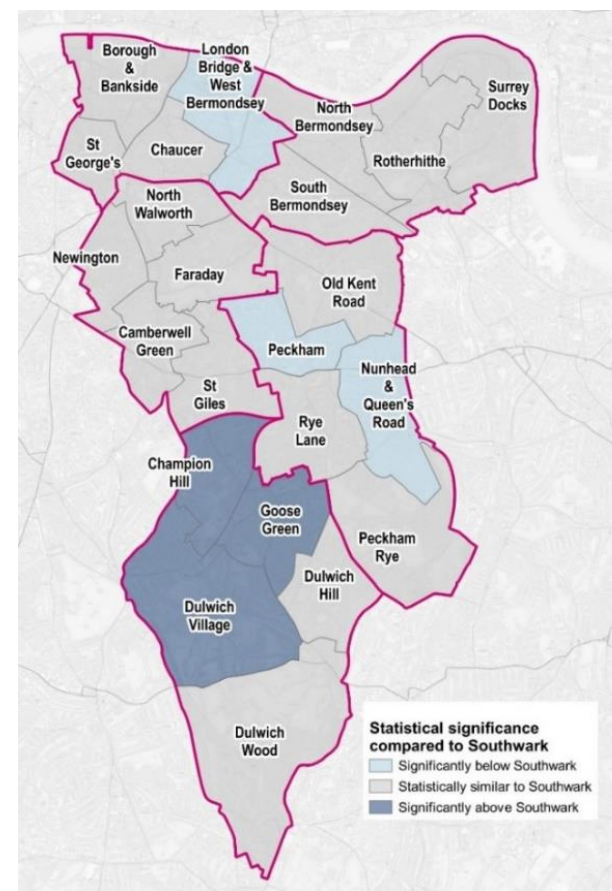 Borough
&
Bankside
London
Bridge &
West
Bermondsey
Surrey
Docks
North
Bermondsey
St
George's
Chaucer
Rotherhithe
North
Walworth
South
Bermondsey
Newington
Faraday
Old Kent
Road
Camberwell
Green
Peckham
Nunhead
&
Queen's
Road
St
Giles
Rye
Lane
Champion
Hill
Goose
Green
Peckham
Rye
Dulwich
Hill
Dulwich
Village
Dulwich
Wood
Statistical significance
compared to Southwark
Significantly below Southwark
Statistically similar to Southwark
Significantly above Southwark